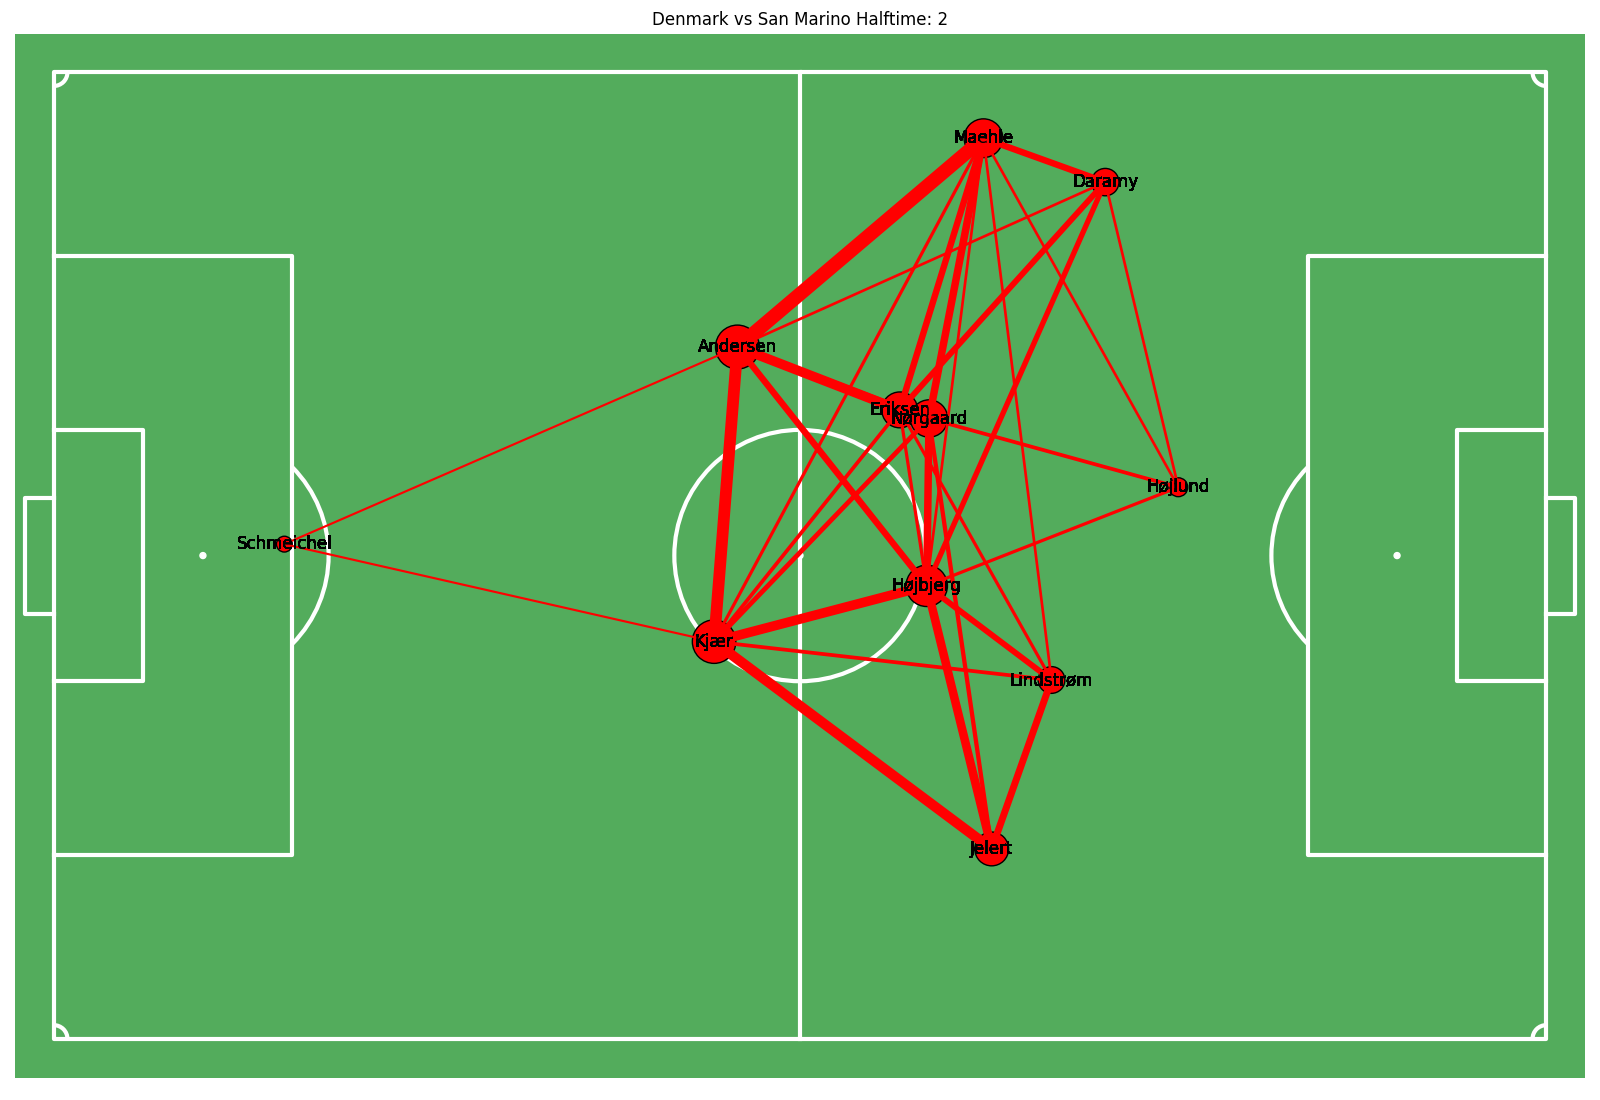 Denmark vs San Marino Halftime: 2
Maehle
Daramy
Andersen
Eriksen
Nørgaard
Højlund
Schmeichel
Højbjerg
Kjær
Lindstrøm
Jelert